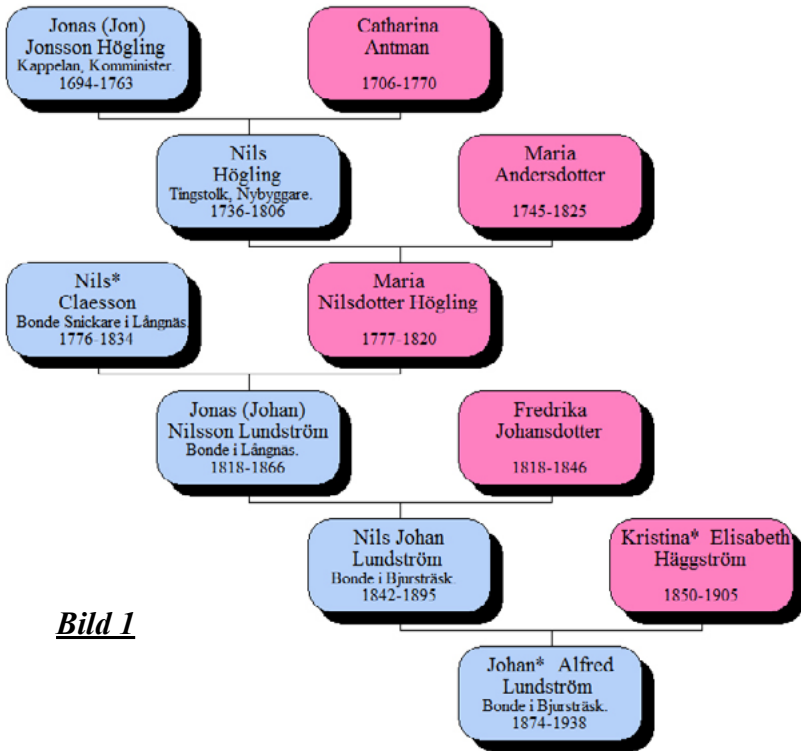 Jonas (Jon)
Jonsson Högling
Kappelan, Komminister.
1694-1763
Catharina
Antman
1706-1770
Nils
Högling
Tingstolk, Nybyggare.
1736-1806
Maria
Andersdotter
1745-1825
Nils*
Claesson
Bonde Snickare i Långnäs.
1776-1834
Maria
Nilsdotter Högling
1777-1820
Jonas (Johan)
Nilsson Lundström
Bonde i Långnäs.
1818-1866
Fredrika
Johansdotter
1818-1846
Nils Johan
Lundström
Bonde i Bjursträsk.
1842-1895
Kristina* Elisabeth
Häggström
1850-1905
Bild 1
Johan* Alfred
Lundström
Bonde i Bjursträsk.
1874-1938